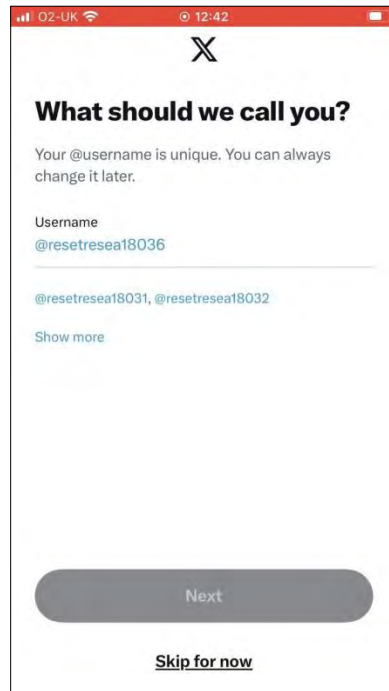 O2-UK 12:42
X
What should we call you?
Your @username is unique. You can always
change it later.
Username
@resetresea18036
@resetresea18031, @resetresea18032
Show more
Next
Skip for now